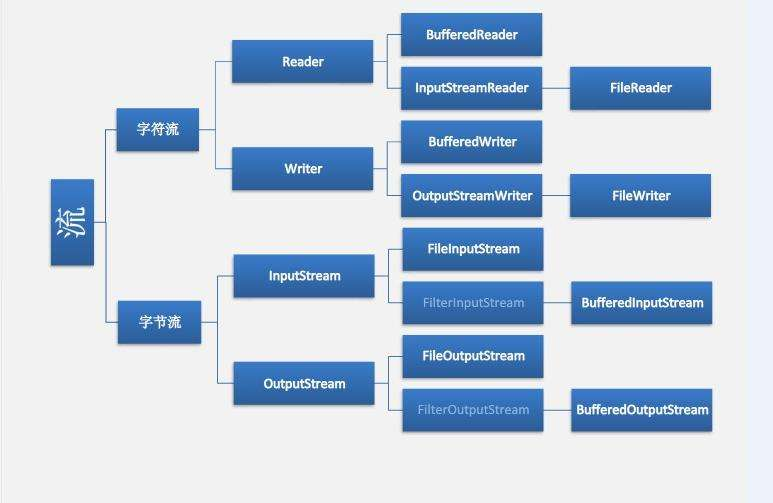 流
字符流
Reader
BufferedReader
InputStreamReader
FileReader
Writer
BufferedWriter
OutputStreamWriter
FileWriter
字节流
InputStream
FileInputStream
FilterInputStream
BufferedInputStream
OutputStream
FileOutputStream
FilterOutputStream
BufferedOutputStream